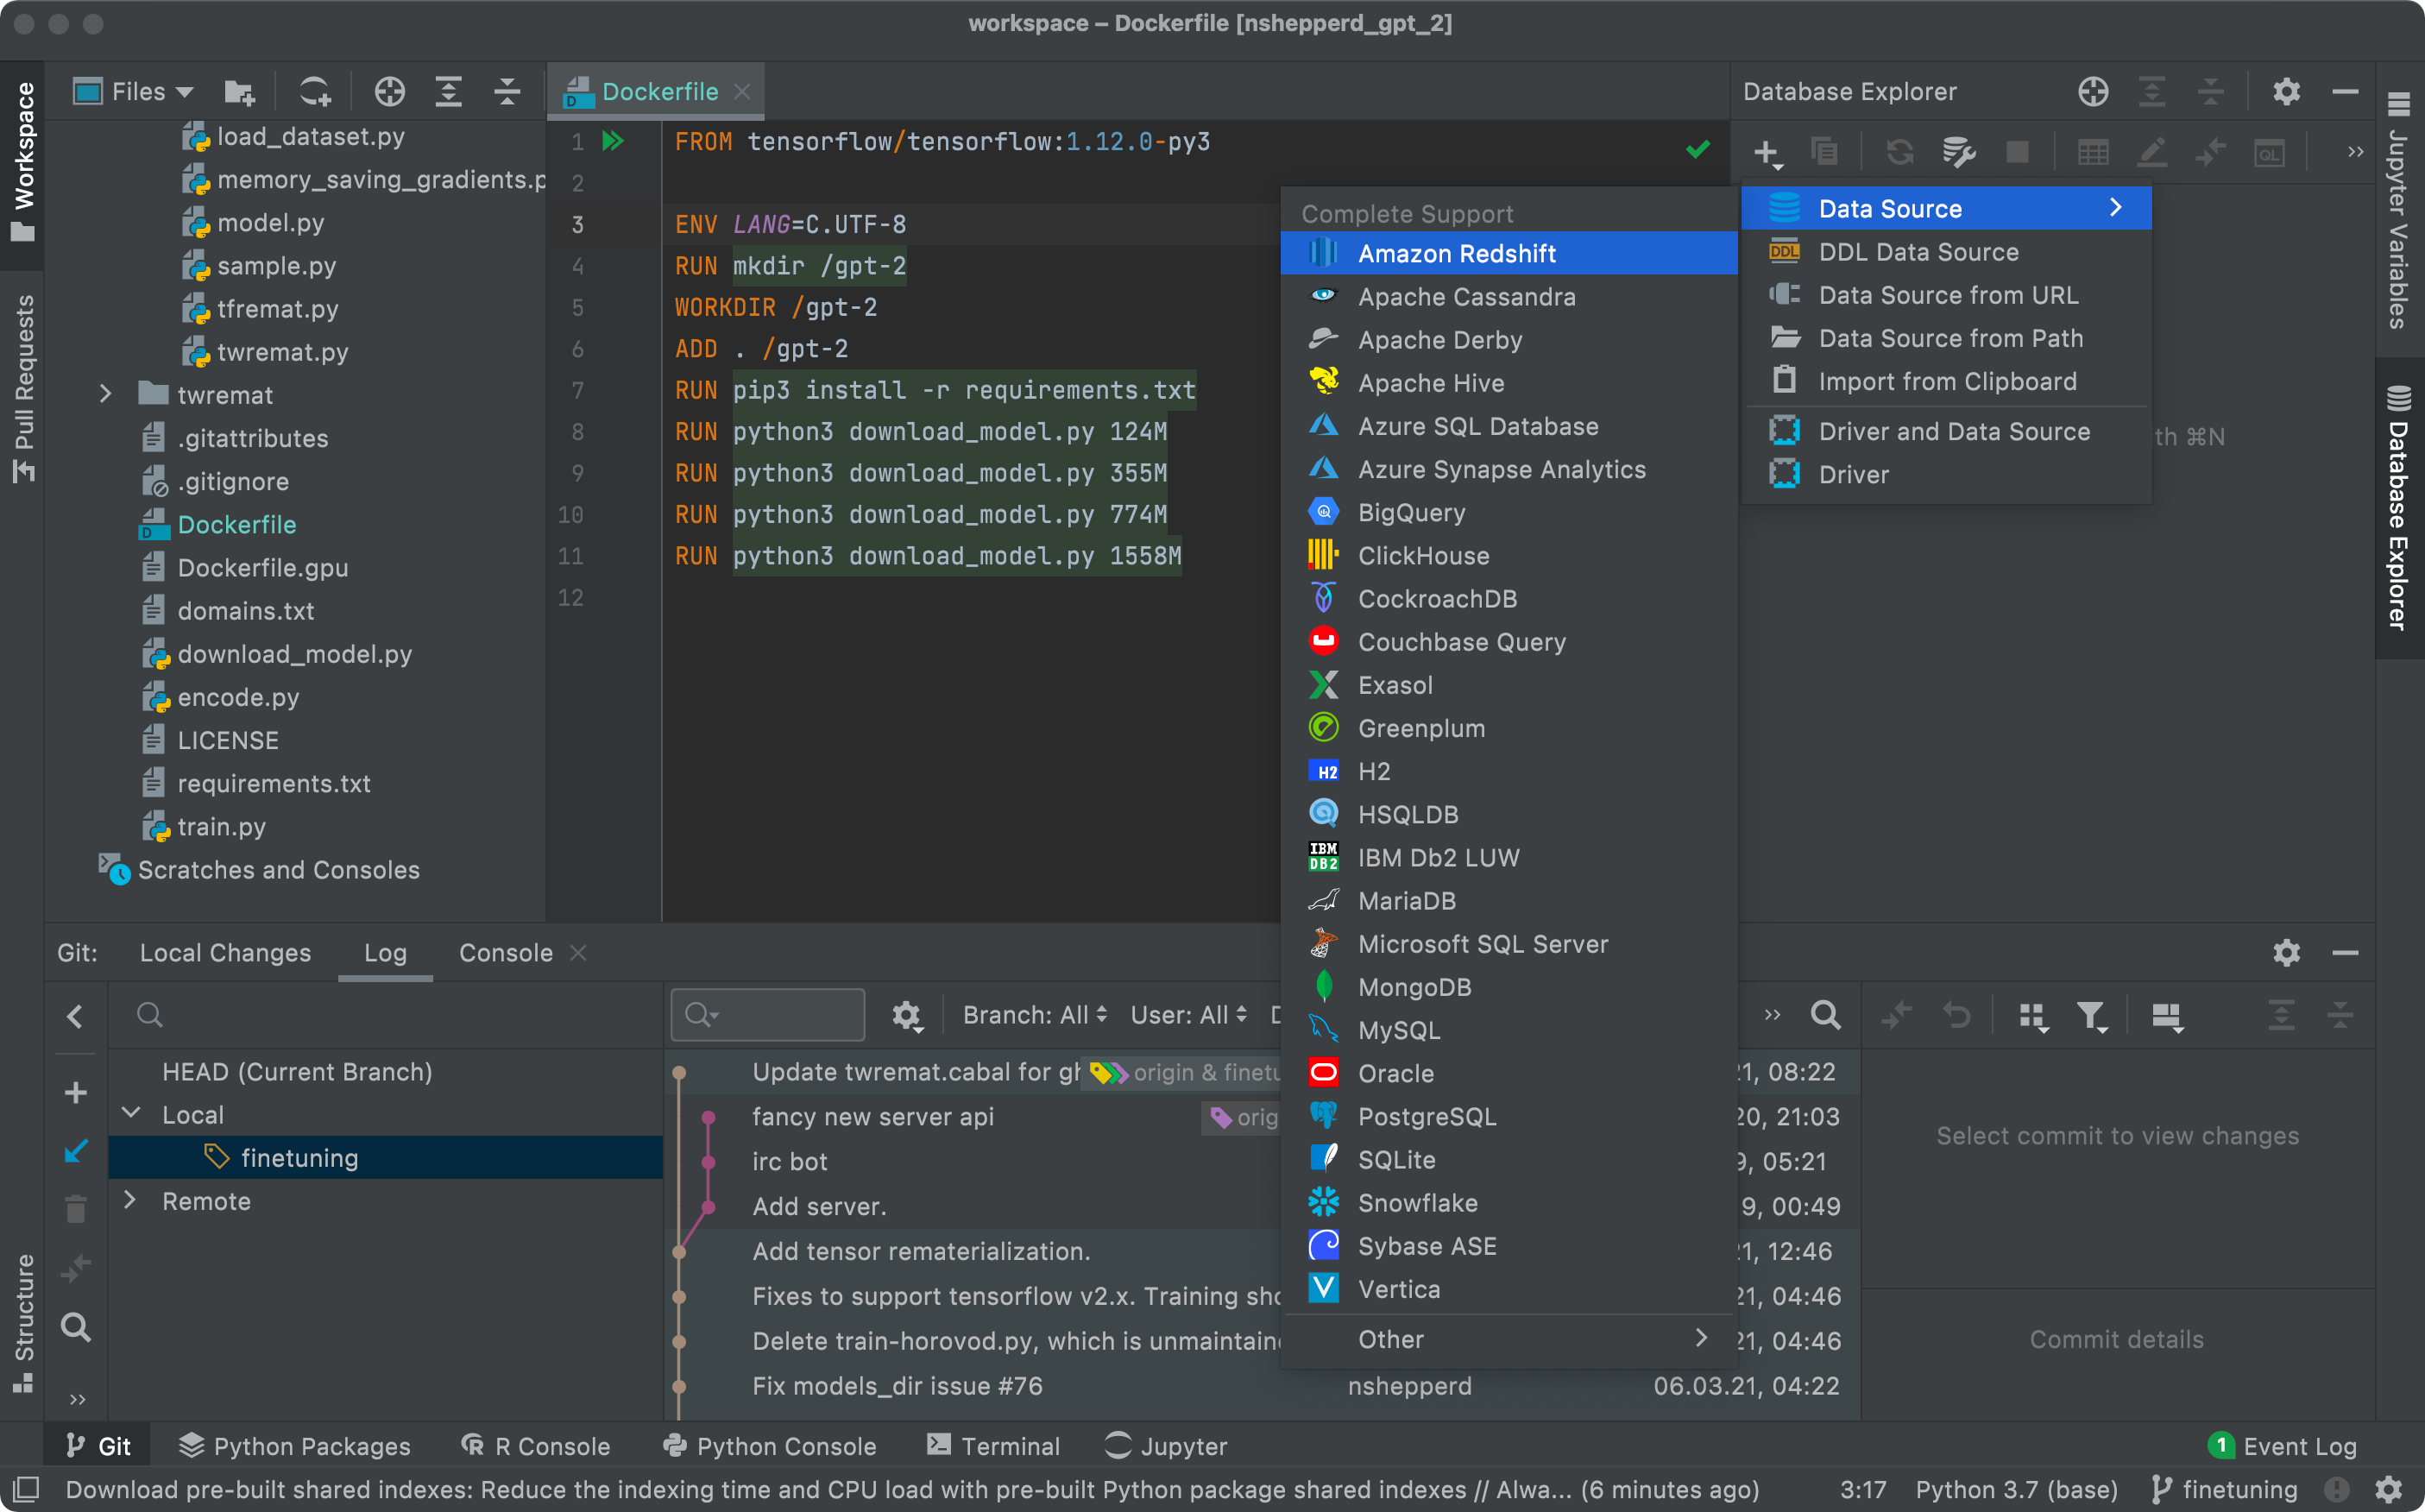 workspace – Dockerfile [nshepperd_gpt_2]
Workspace
Pull Requests
Structure
Files
load_dataset.py
memory_saving_gradients.p
model.py
sample.py
tfremat.py
twremat.py
twremat
.gitattributes
.gitignore
Dockerfile
Dockerfile.gpu
domains.txt
download_model.py
encode.py
LICENSE
requirements.txt
train.py
Scratches and Consoles
Dockerfile
1 FROM tensorflow/tensorflow:1.12.0-py3
2
3 ENV LANG=C.UTF-8
4 RUN mkdir /gpt-2
5 WORKDIR /gpt-2
6 ADD . /gpt-2
7 RUN pip3 install -r requirements.txt
8 RUN python3 download_model.py 124M
9 RUN python3 download_model.py 355M
10 RUN python3 download_model.py 774M
11 RUN python3 download_model.py 1558M
12
Complete Support
Amazon Redshift
Apache Cassandra
Apache Derby
Apache Hive
Azure SQL Database
Azure Synapse Analytics
BigQuery
ClickHouse
CockroachDB
Couchbase Query
Exasol
Greenplum
H2 H2
HSQLDB
IBM DB2 IBM Db2 LUW
MariaDB
Microsoft SQL Server
MongoDB
MySQL
Oracle
PostgreSQL
SQLite
Snowflake
Sybase ASE
Vertica
Other
Database Explorer
QL
Data Source
DDL DDL Data Source
Data Source from URL
Data Source from Path
Import from Clipboard
Driver and Data Source
Driver
th ⌘N
Jupyter Variables
Database Explorer
Git: Local Changes Log Console
HEAD (Current Branch)
Local
finetuning
Remote
Branch: All User: All D
Update twremat.cabal for gh origin & finetu 21, 08:22
fancy new server api orig 20, 21:03
irc bot 9, 05:21
Add server. 9, 00:49
Add tensor rematerialization. 21, 12:46
Fixes to support tensorflow v2.x. Training sho 21, 04:46
Delete train-horovod.py, which is unmaintaine 21, 04:46
Fix models_dir issue #76 nshepperd 06.03.21, 04:22
Select commit to view changes
Commit details
Git Python Packages R Console Python Console Terminal Jupyter 1 Event Log
Download pre-built shared indexes: Reduce the indexing time and CPU load with pre-built Python package shared indexes // Alwa... (6 minutes ago) 3:17 Python 3.7 (base) finetuning